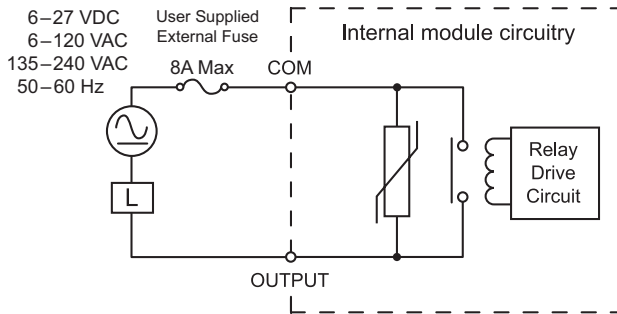 6–27 VDC
6–120 VAC
135–240 VAC
50–60 Hz
User Supplied
External Fuse
8A Max
COM
Internal module circuitry
L
Relay
Drive
Circuit
OUTPUT